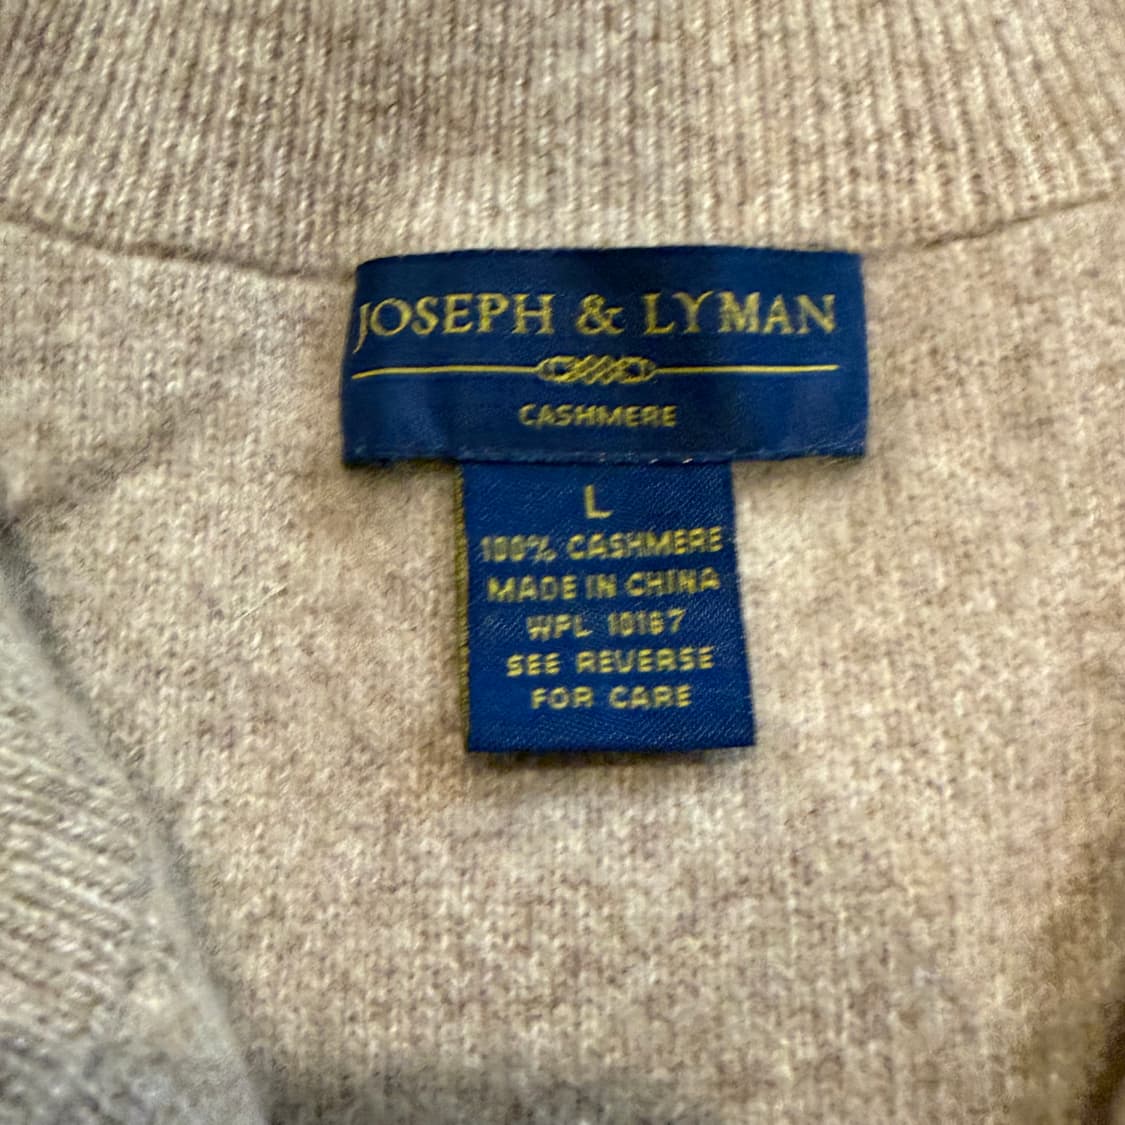 JOSEPH & LYMAN
CASHMERE
L
100% CASHMERE
MADE IN CHINA
WPL 10167
SEE REVERSE
FOR CARE